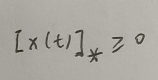 [x(t)]_* ≥ 0